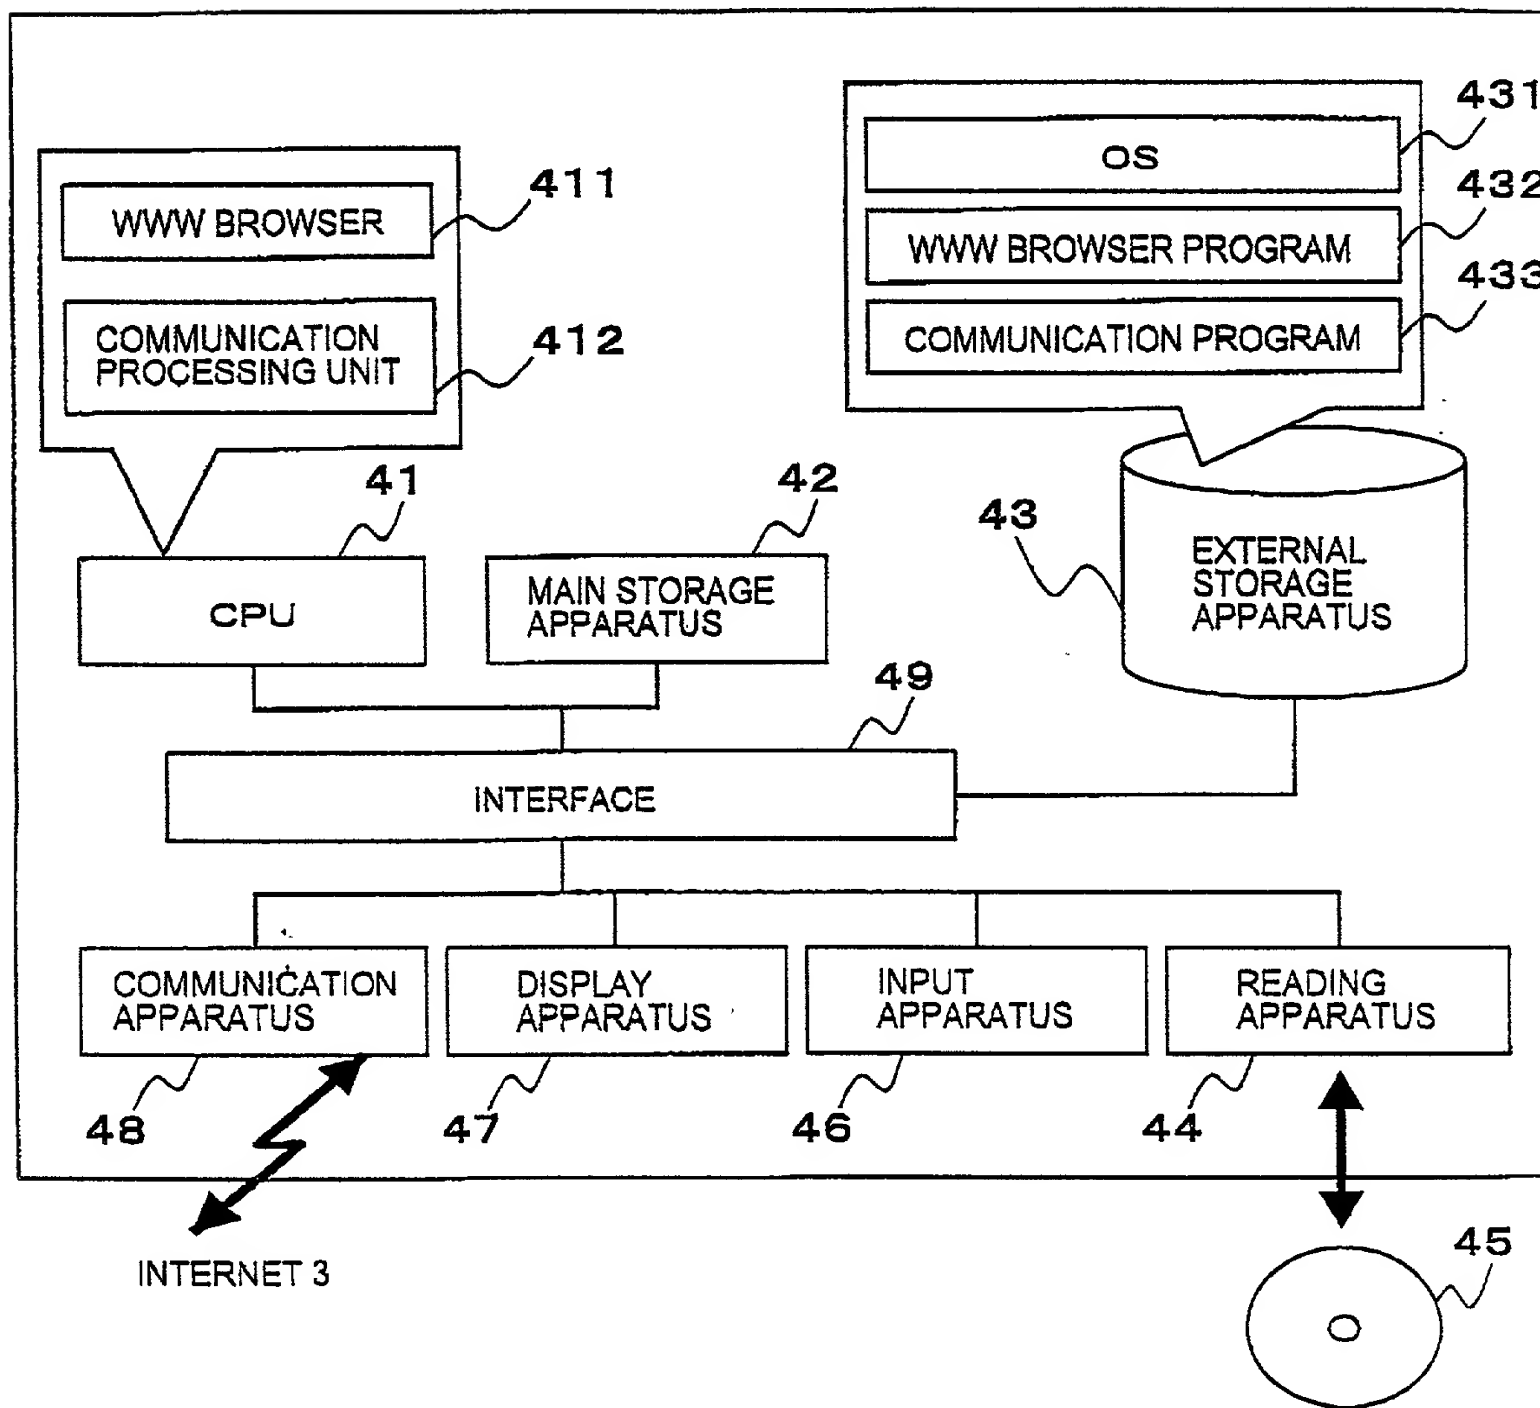 431
OS
411
432
WWW BROWSER
WWW BROWSER PROGRAM
433
COMMUNICATION
PROCESSING UNIT
412
COMMUNICATION PROGRAM
41
42
43
EXTERNAL
STORAGE
APPARATUS
CPU
MAIN STORAGE
APPARATUS
49
INTERFACE
COMMUNICATION
APPARATUS
DISPLAY
APPARATUS
INPUT
APPARATUS
READING
APPARATUS
48
47
46
44
INTERNET 3
45